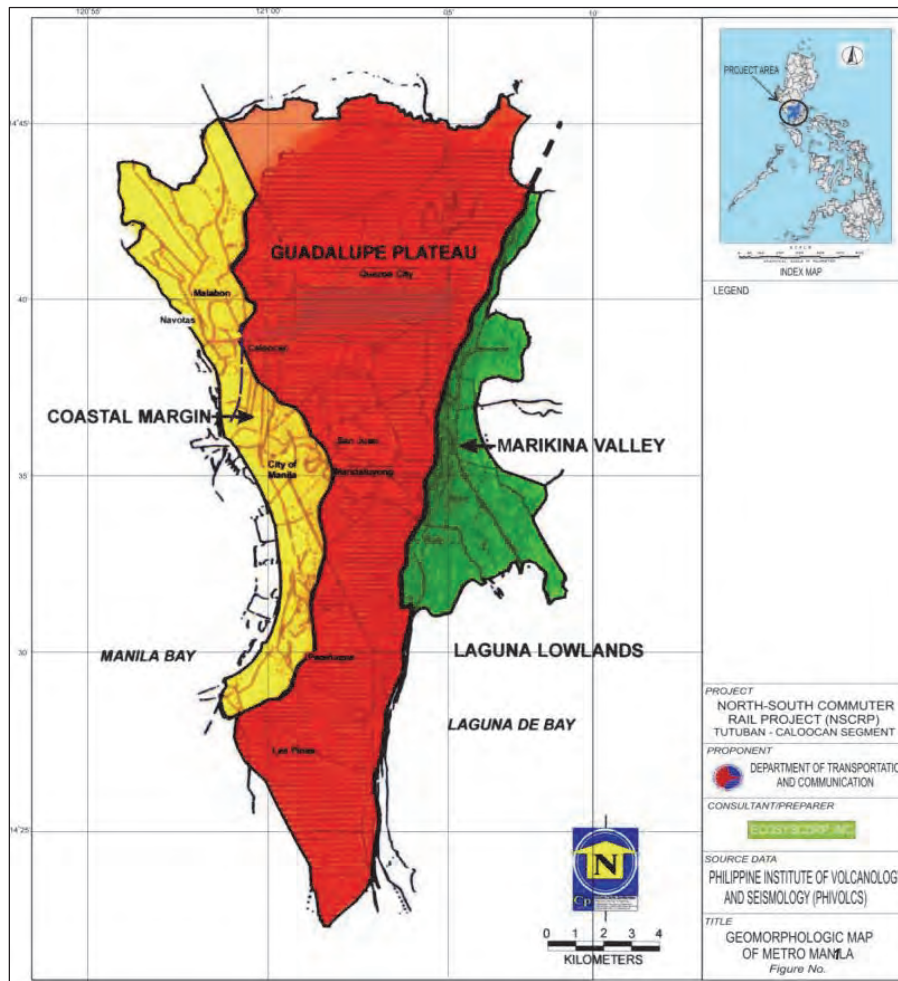 120°55'
121°00'
05'
10'
14°45'
GUADALUPE PLATEAU
Quezon City
Malabon
40'
Navotas
Caloocan
COASTAL MARGIN
San Juan
MARIKINA VALLEY
City of
Manila
Mandaluyong
35'
30'
MANILA BAY
Paranaque
LAGUNA LOWLANDS
LAGUNA DE BAY
Las Pinas
14°25'
N
Cp
0 1 2 3 4
KILOMETERS
PROJECT AREA
INDEX MAP
LEGEND
PROJECT
NORTH-SOUTH COMMUTER
RAIL PROJECT (NSCRP)
TUTUBAN - CALOOCAN SEGMENT
PROPONENT
DEPARTMENT OF TRANSPORTATIO
AND COMMUNICATION
CONSULTANT/PREPARER
ECOSYSCORP, INC.
SOURCE DATA
PHILIPPINE INSTITUTE OF VOLCANOLOG
AND SEISMOLOGY (PHIVOLCS)
TITLE
GEOMORPHOLOGIC MAP
OF METRO MANILA
Figure No.
1